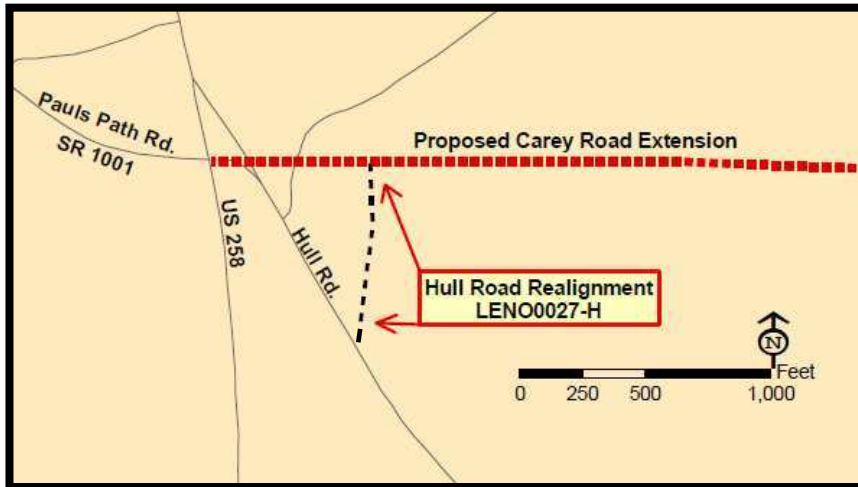 Pauls Path Rd.
SR 1001
Proposed Carey Road Extension
US 258
Hull Rd.
Hull Road Realignment
LENO0027-H
N
Feet
0 250 500 1,000